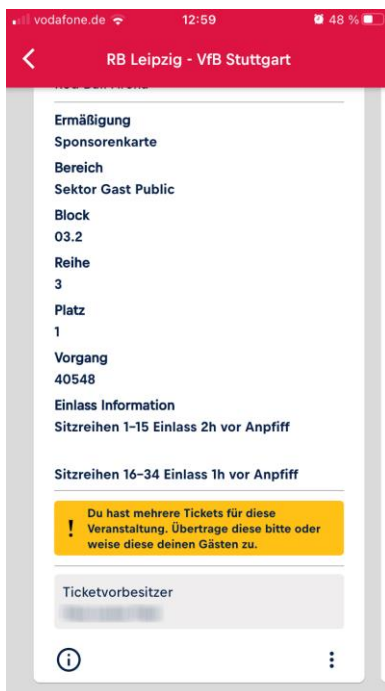 vodafone.de 12:59 48 %
RB Leipzig - VfB Stuttgart
Ermäßigung
Sponsorenkarte
Bereich
Sektor Gast Public
Block
03.2
Reihe
3
Platz
1
Vorgang
40548
Einlass Information
Sitzreihen 1-15 Einlass 2h vor Anpfiff
Sitzreihen 16-34 Einlass 1h vor Anpfiff
! Du hast mehrere Tickets für diese
Veranstaltung. Übertrage diese bitte oder
weise diese deinen Gästen zu.
Ticketvorbesitzer